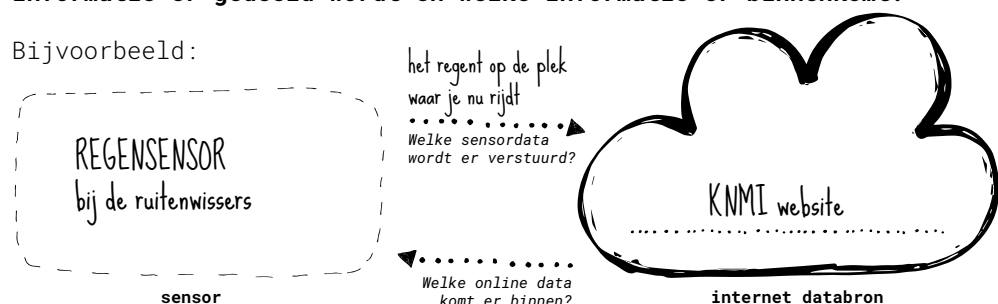 informatie er gedeeld wordt en welke informatie er binnenkomt.
Bijvoorbeeld:
het regent op de plek
waar je nu rijdt
Welke sensordata
wordt er verstuurd?
REGENSENSOR
bij de ruitenwissers
KNMI website
Welke online data
komt er binnen?
sensor
internet databron